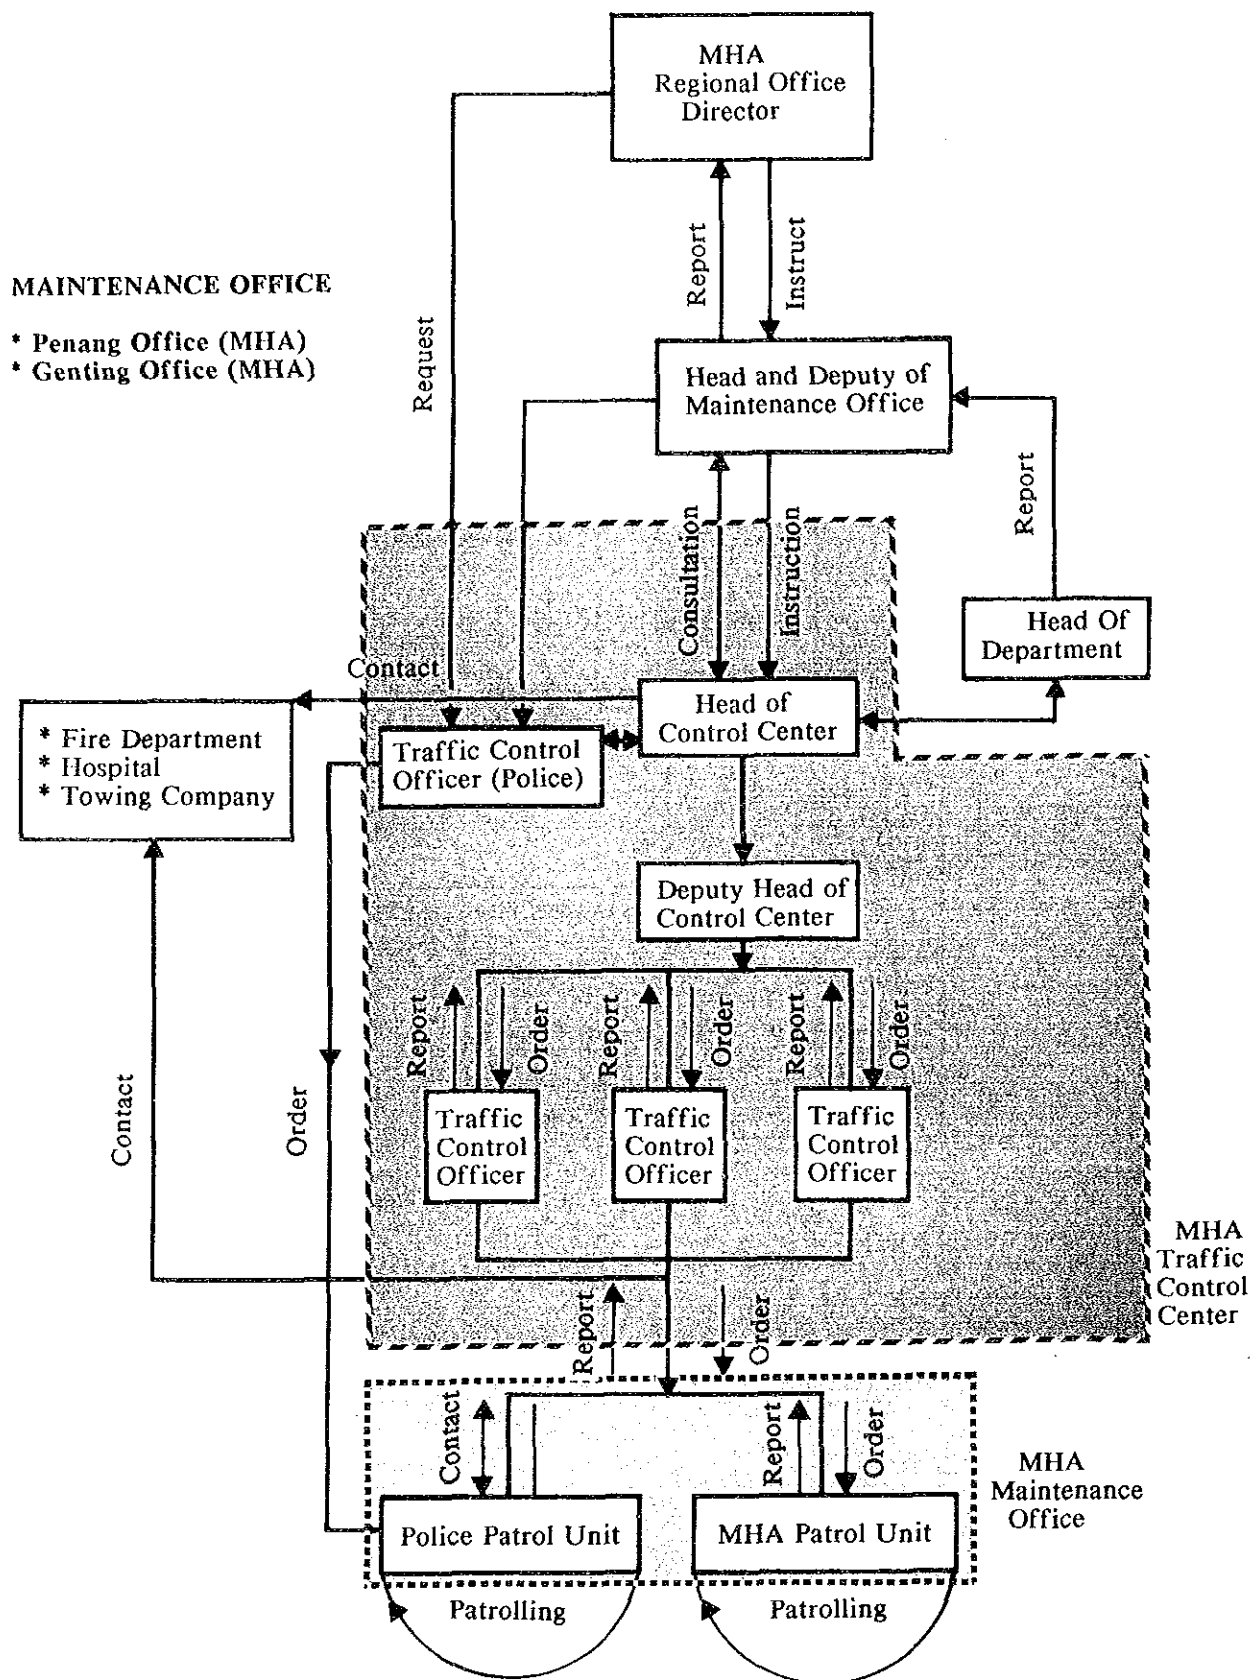 MHA
Regional Office
Director
Report
Instruct
MAINTENANCE OFFICE
* Penang Office (MHA)
* Genting Office (MHA)
Request
Head and Deputy of
Maintenance Office
Report
Consultation
Instruction
Head Of
Department
Contact
Head of
Control Center
* Fire Department
* Hospital
* Towing Company
Traffic Control
Officer (Police)
Deputy Head of
Control Center
Report
Order
Report
Order
Report
Order
Contact
Order
Traffic
Control
Officer
Traffic
Control
Officer
Traffic
Control
Officer
MHA
Traffic
Control
Center
Report
Order
Contact
Report
Order
MHA
Maintenance
Office
Police Patrol Unit
MHA Patrol Unit
Patrolling
Patrolling